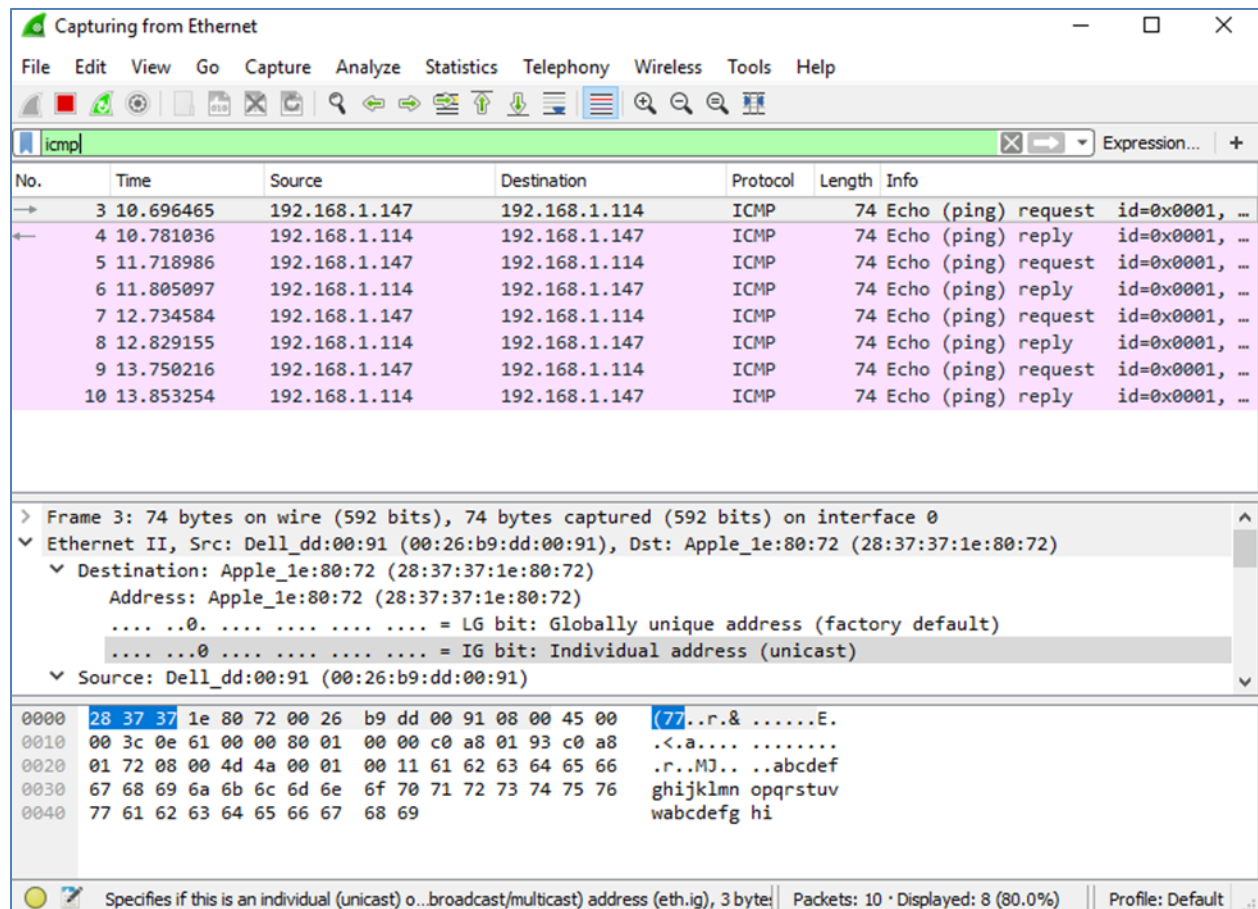 Capturing from Ethernet
File Edit View Go Capture Analyze Statistics Telephony Wireless Tools Help
icmp Expression... +
No. Time Source Destination Protocol Length Info
3 10.696465 192.168.1.147 192.168.1.114 ICMP 74 Echo (ping) request id=0x0001, …
4 10.781036 192.168.1.114 192.168.1.147 ICMP 74 Echo (ping) reply id=0x0001, …
5 11.718986 192.168.1.147 192.168.1.114 ICMP 74 Echo (ping) request id=0x0001, …
6 11.805097 192.168.1.114 192.168.1.147 ICMP 74 Echo (ping) reply id=0x0001, …
7 12.734584 192.168.1.147 192.168.1.114 ICMP 74 Echo (ping) request id=0x0001, …
8 12.829155 192.168.1.114 192.168.1.147 ICMP 74 Echo (ping) reply id=0x0001, …
9 13.750216 192.168.1.147 192.168.1.114 ICMP 74 Echo (ping) request id=0x0001, …
10 13.853254 192.168.1.114 192.168.1.147 ICMP 74 Echo (ping) reply id=0x0001, …
Frame 3: 74 bytes on wire (592 bits), 74 bytes captured (592 bits) on interface 0
Ethernet II, Src: Dell_dd:00:91 (00:26:b9:dd:00:91), Dst: Apple_1e:80:72 (28:37:37:1e:80:72)
Destination: Apple_1e:80:72 (28:37:37:1e:80:72)
Address: Apple_1e:80:72 (28:37:37:1e:80:72)
.... ..0. .... .... .... .... = LG bit: Globally unique address (factory default)
.... ...0 .... .... .... .... = IG bit: Individual address (unicast)
Source: Dell_dd:00:91 (00:26:b9:dd:00:91)
0000 28 37 37 1e 80 72 00 26 b9 dd 00 91 08 00 45 00 (77..r.& ......E.
0010 00 3c 0e 61 00 00 80 01 00 00 c0 a8 01 93 c0 a8 .<.a.... ........
0020 01 72 08 00 4d 4a 00 01 00 11 61 62 63 64 65 66 .r..MJ.. ..abcdef
0030 67 68 69 6a 6b 6c 6d 6e 6f 70 71 72 73 74 75 76 ghijklmn opqrstuv
0040 77 61 62 63 64 65 66 67 68 69 wabcdefg hi
Specifies if this is an individual (unicast) o…broadcast/multicast) address (eth.ig), 3 bytes Packets: 10 · Displayed: 8 (80.0%) Profile: Default